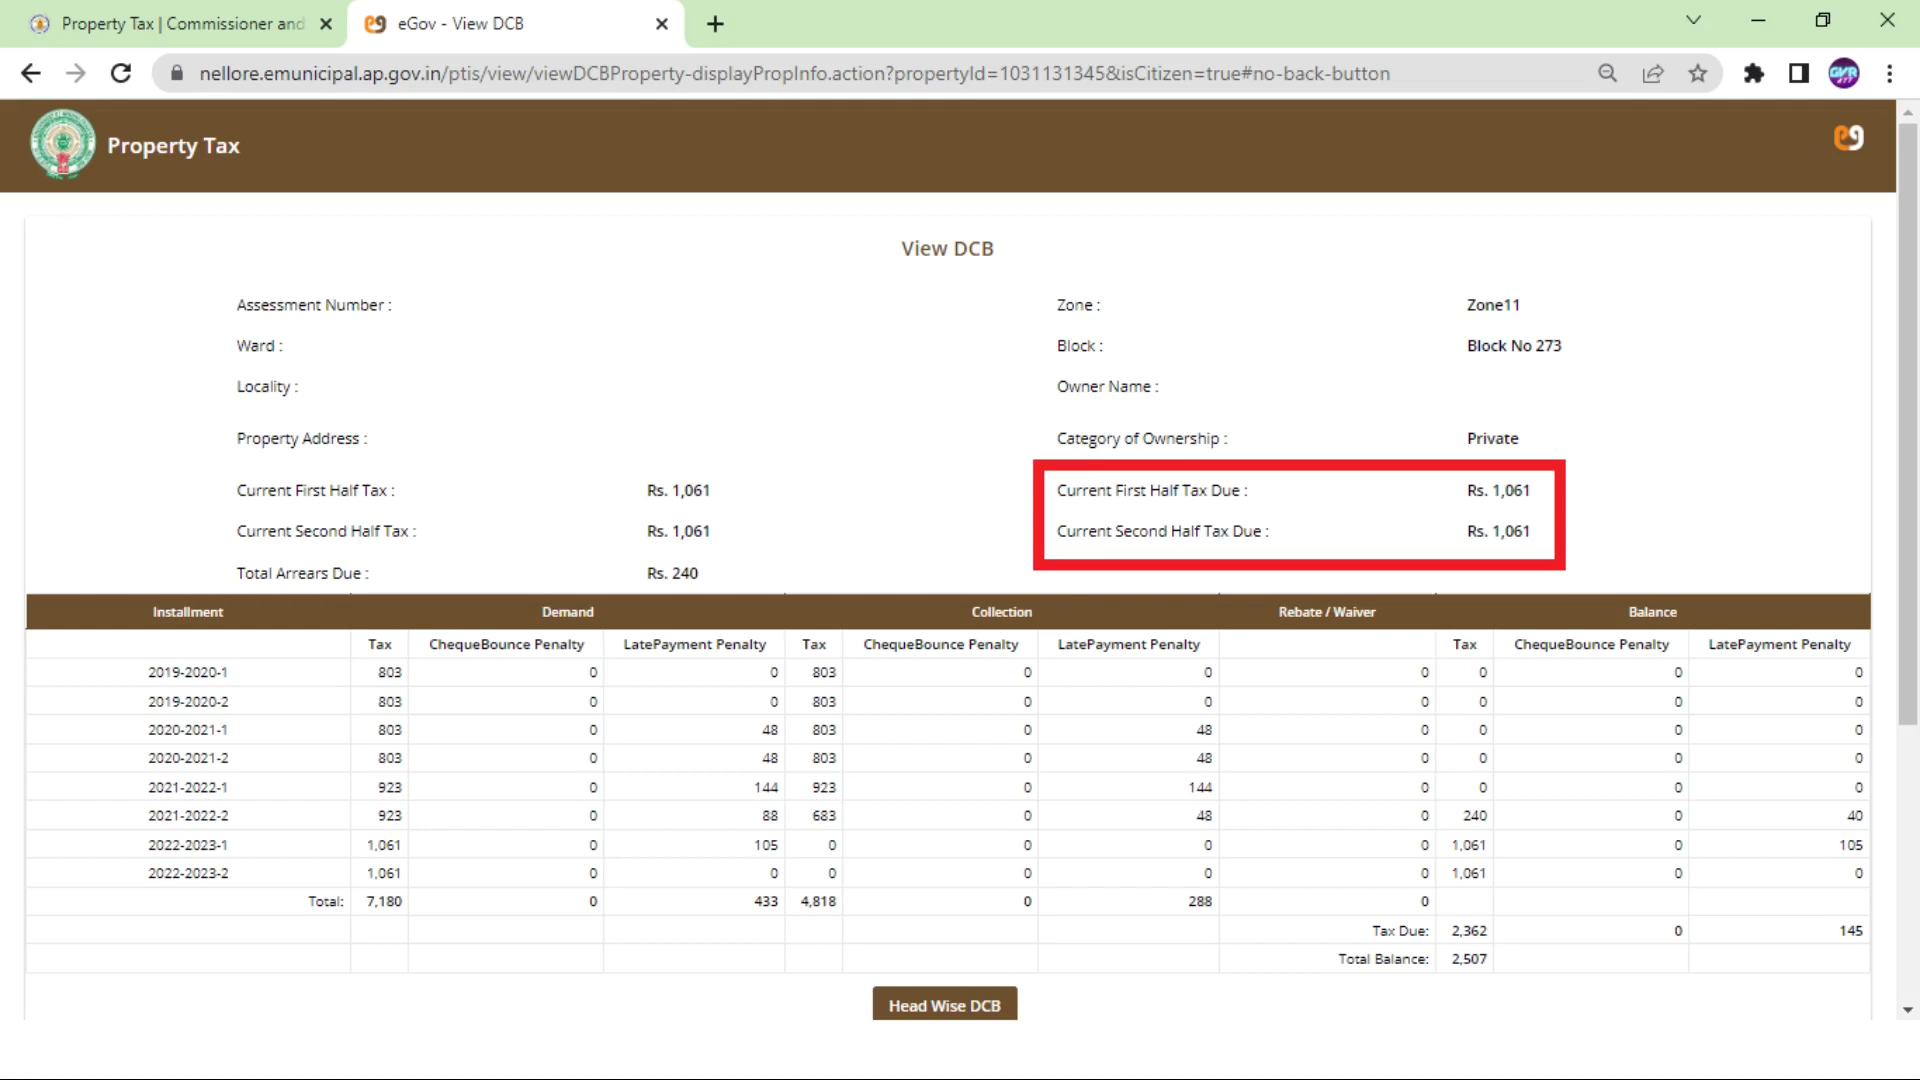 Property Tax | Commissioner and
eGov - View DCB
nellore.emunicipal.ap.gov.in/ptis/view/viewDCBProperty-displayPropInfo.action?propertyId=1031131345&isCitizen=true#no-back-button
Property Tax
View DCB
Assessment Number :
Zone : Zone11
Ward :
Block : Block No 273
Locality :
Owner Name :
Property Address :
Category of Ownership : Private
Current First Half Tax : Rs. 1,061
Current First Half Tax Due : Rs. 1,061
Current Second Half Tax : Rs. 1,061
Current Second Half Tax Due : Rs. 1,061
Total Arrears Due : Rs. 240
Installment Demand Collection Rebate / Waiver Balance
Tax ChequeBounce Penalty LatePayment Penalty Tax ChequeBounce Penalty LatePayment Penalty Tax ChequeBounce Penalty LatePayment Penalty
2019-2020-1 803 0 0 803 0 0 0 0 0 0
2019-2020-2 803 0 0 803 0 0 0 0 0 0
2020-2021-1 803 0 48 803 0 48 0 0 0 0
2020-2021-2 803 0 48 803 0 48 0 0 0 0
2021-2022-1 923 0 144 923 0 144 0 0 0 0
2021-2022-2 923 0 88 683 0 48 0 240 0 40
2022-2023-1 1,061 0 105 0 0 0 0 1,061 0 105
2022-2023-2 1,061 0 0 0 0 0 0 1,061 0 0
Total: 7,180 0 433 4,818 0 288 0
Tax Due: 2,362 0 145
Total Balance: 2,507
Head Wise DCB